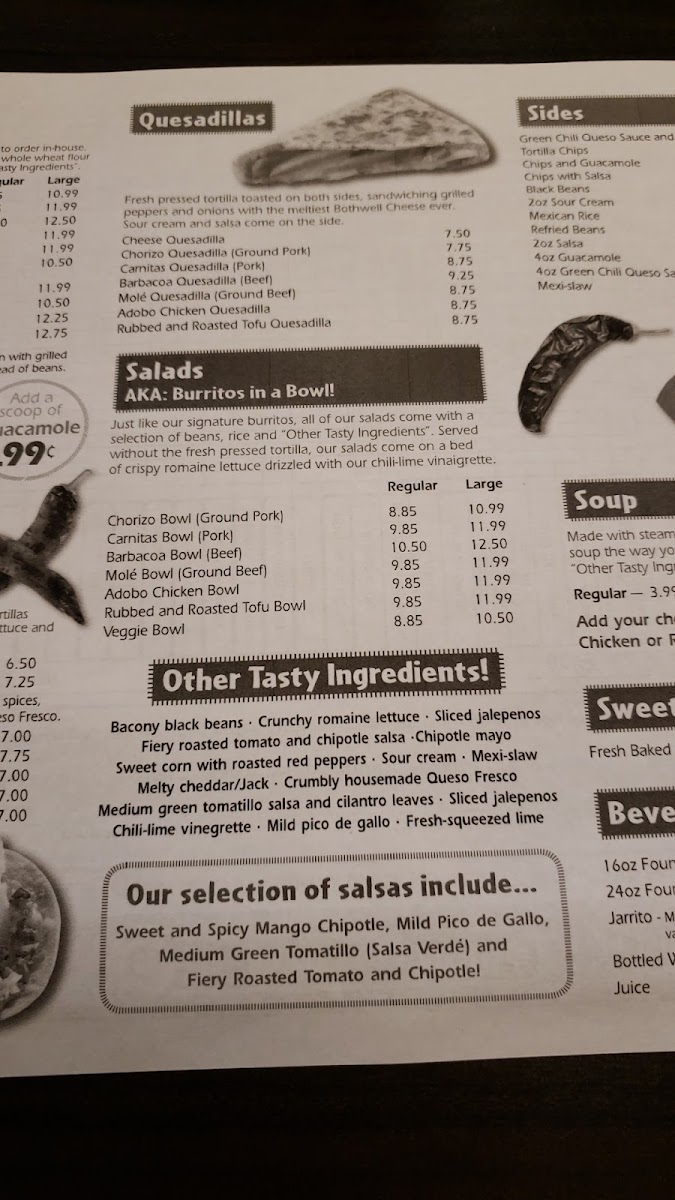 to order in-house.
whole wheat flour
asty Ingredients".
gular Large
10.99
11.99
0 12.50
11.99
11.99
10.50
11.99
10.50
12.25
12.75
n with grilled
ead of beans.
Add a
scoop of
uacamole
.99¢
rtillas
ttuce and
6.50
7.25
spices,
eso Fresco.
7.00
7.75
7.00
7.00
7.00
Quesadillas
Fresh pressed tortilla toasted on both sides, sandwiching grilled
peppers and onions with the meltiest Bothwell Cheese ever.
Sour cream and salsa come on the side.
Cheese Quesadilla 7.50
Chorizo Quesadilla (Ground Pork) 7.75
Carnitas Quesadilla (Pork) 8.75
Barbacoa Quesadilla (Beef) 9.25
Molé Quesadilla (Ground Beef) 8.75
Adobo Chicken Quesadilla 8.75
Rubbed and Roasted Tofu Quesadilla 8.75
Salads
AKA: Burritos in a Bowl!
Just like our signature burritos, all of our salads come with a
selection of beans, rice and "Other Tasty Ingredients". Served
without the fresh pressed tortilla, our salads come on a bed
of crispy romaine lettuce drizzled with our chili-lime vinaigrette.
Regular Large
Chorizo Bowl (Ground Pork) 8.85 10.99
Carnitas Bowl (Pork) 9.85 11.99
Barbacoa Bowl (Beef) 10.50 12.50
Molé Bowl (Ground Beef) 9.85 11.99
Adobo Chicken Bowl 9.85 11.99
Rubbed and Roasted Tofu Bowl 9.85 11.99
Veggie Bowl 8.85 10.50
Other Tasty Ingredients!
Bacony black beans · Crunchy romaine lettuce · Sliced jalepenos
Fiery roasted tomato and chipotle salsa ·Chipotle mayo
Sweet corn with roasted red peppers · Sour cream · Mexi-slaw
Melty cheddar/Jack · Crumbly housemade Queso Fresco
Medium green tomatillo salsa and cilantro leaves · Sliced jalepenos
Chili-lime vinegrette · Mild pico de gallo · Fresh-squeezed lime
Our selection of salsas include...
Sweet and Spicy Mango Chipotle, Mild Pico de Gallo,
Medium Green Tomatillo (Salsa Verdé) and
Fiery Roasted Tomato and Chipotle!
Sides
Green Chili Queso Sauce and
Tortilla Chips
Chips and Guacamole
Chips with Salsa
Black Beans
2oz Sour Cream
Mexican Rice
Refried Beans
2oz Salsa
4oz Guacamole
4oz Green Chili Queso Sa
Mexi-slaw
Soup
Made with steam
soup the way yo
"Other Tasty Ing
Regular — 3.99
Add your ch
Chicken or
Sweet
Fresh Baked
Beve
16oz Foun
24oz Foun
Jarrito - M
va
Bottled W
Juice